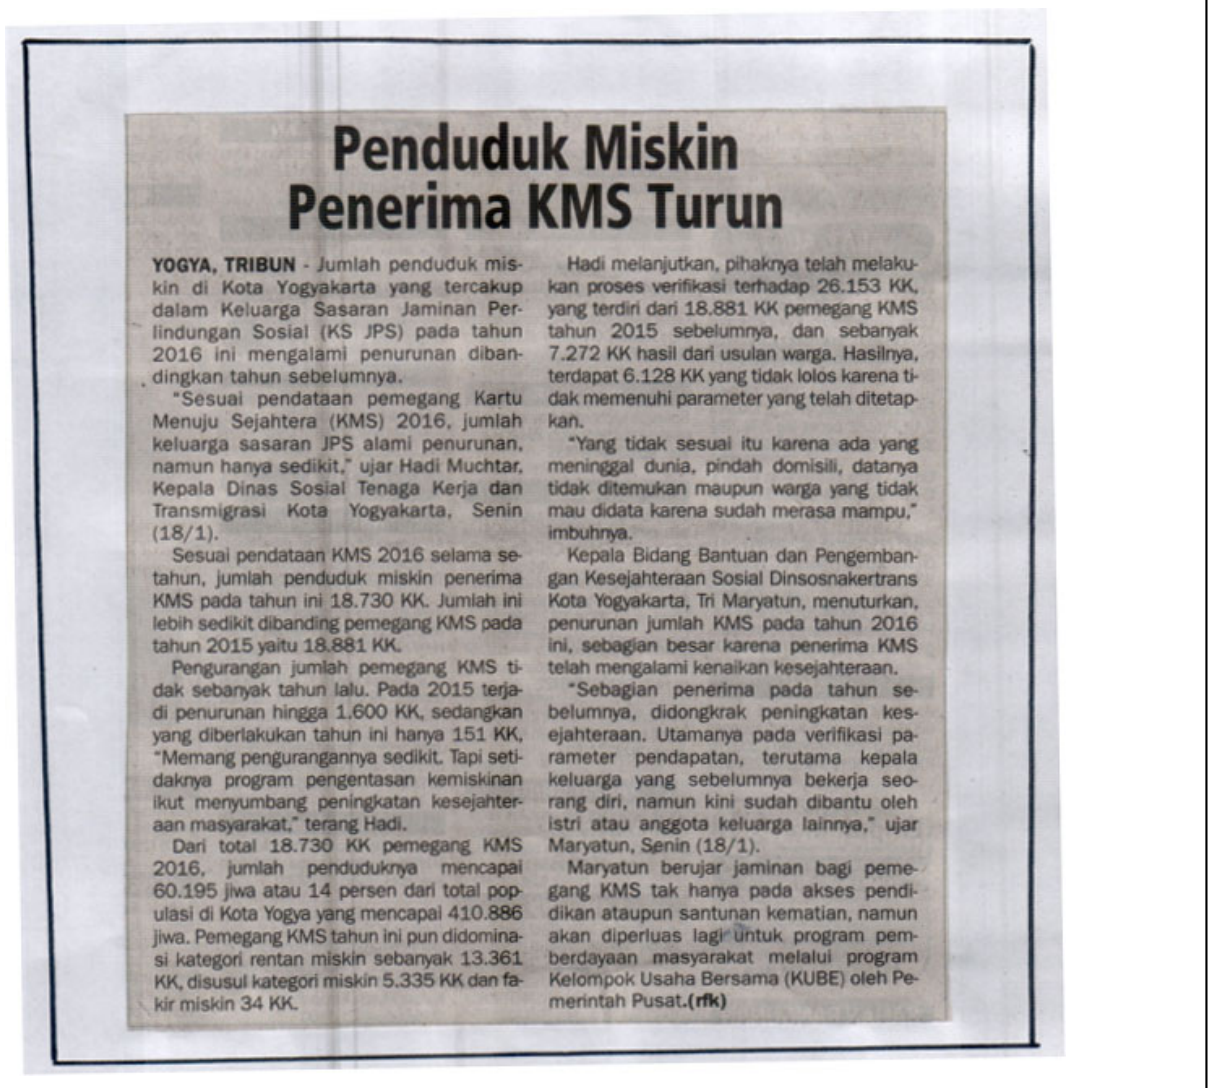 Penduduk Miskin
Penerima KMS Turun
YOGYA, TRIBUN - Jumlah penduduk mis-
kin di Kota Yogyakarta yang tercakup
dalam Keluarga Sasaran Jaminan Per-
lindungan Sosial (KS JPS) pada tahun
2016 ini mengalami penurunan diban-
dingkan tahun sebelumnya.
"Sesuai pendataan pemegang Kartu
Menuju Sejahtera (KMS) 2016, jumlah
keluarga sasaran JPS alami penurunan,
namun hanya sedikit," ujar Hadi Muchtar,
Kepala Dinas Sosial Tenaga Kerja dan
Transmigrasi Kota Yogyakarta, Senin
(18/1).
Sesuai pendataan KMS 2016 selama se-
tahun, jumlah penduduk miskin penerima
KMS pada tahun ini 18.730 KK. Jumlah ini
lebih sedikit dibanding pemegang KMS pada
tahun 2015 yaitu 18.881 KK.
Pengurangan jumlah pemegang KMS ti-
dak sebanyak tahun lalu. Pada 2015 terja-
di penurunan hingga 1.600 KK, sedangkan
yang diberlakukan tahun ini hanya 151 KK,
"Memang pengurangannya sedikit. Tapi seti-
daknya program pengentasan kemiskinan
ikut menyumbang peningkatan kesejahter-
aan masyarakat," terang Hadi.
Dari total 18.730 KK pemegang KMS
2016, jumlah penduduknya mencapai
60.195 jiwa atau 14 persen dari total pop-
ulasi di Kota Yogya yang mencapai 410.886
jiwa. Pemegang KMS tahun ini pun didomina-
si kategori rentan miskin sebanyak 13.361
KK, disusul kategori miskin 5.335 KK dan fa-
kir miskin 34 KK.
Hadi melanjutkan, pihaknya telah melaku-
kan proses verifikasi terhadap 26.153 KK,
yang terdiri dari 18.881 KK pemegang KMS
tahun 2015 sebelumnya, dan sebanyak
7.272 KK hasil dari usulan warga. Hasilnya,
terdapat 6.128 KK yang tidak lolos karena ti-
dak memenuhi parameter yang telah ditetap-
kan.
"Yang tidak sesuai itu karena ada yang
meninggal dunia, pindah domisili, datanya
tidak ditemukan maupun warga yang tidak
mau didata karena sudah merasa mampu,"
imbuhnya.
Kepala Bidang Bantuan dan Pengemban-
gan Kesejahteraan Sosial Dinsosnakertrans
Kota Yogyakarta, Tri Maryatun, menuturkan,
penurunan jumlah KMS pada tahun 2016
ini, sebagian besar karena penerima KMS
telah mengalami kenaikan kesejahteraan.
"Sebagian penerima pada tahun se-
belumnya, didongkrak peningkatan kes-
ejahteraan. Utamanya pada verifikasi pa-
rameter pendapatan, terutama kepala
keluarga yang sebelumnya bekerja seo-
rang diri, namun kini sudah dibantu oleh
istri atau anggota keluarga lainnya," ujar
Maryatun, Senin (18/1).
Maryatun berujar jaminan bagi peme-
gang KMS tak hanya pada akses pendi-
dikan ataupun santunan kematian, namun
akan diperluas lagi untuk program pem-
berdayaan masyarakat melalui program
Kelompok Usaha Bersama (KUBE) oleh Pe-
merintah Pusat.(rfk)